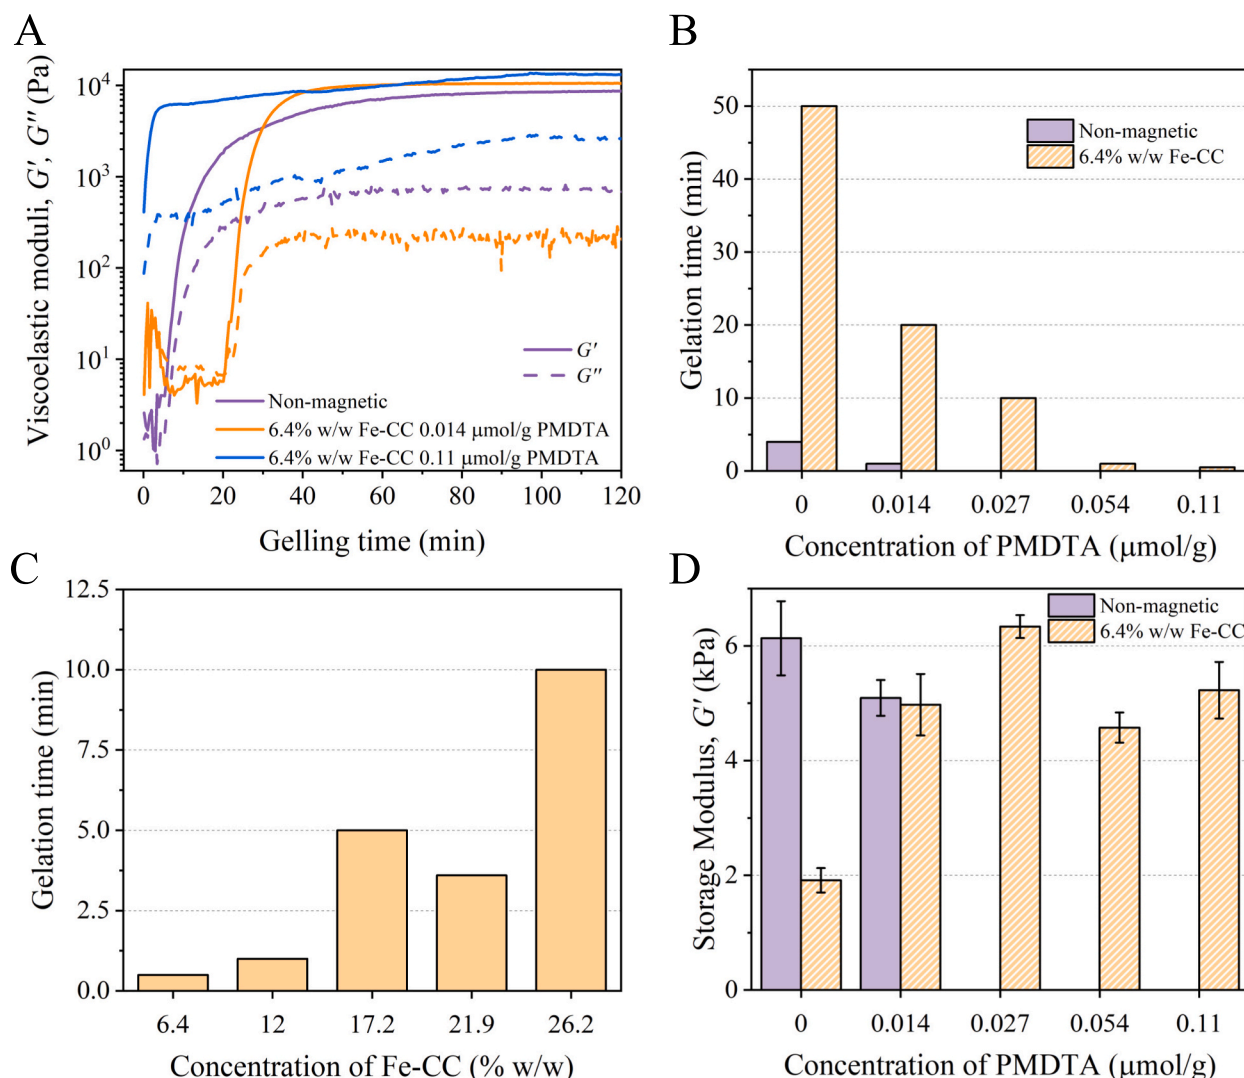 A
Viscoelastic moduli, G′, G″ (Pa)
10⁴
10³
10²
10¹
10⁰
G′
G″
Non-magnetic
6.4% w/w Fe-CC 0.014 μmol/g PMDTA
6.4% w/w Fe-CC 0.11 μmol/g PMDTA
0 20 40 60 80 100 120
Gelling time (min)
B
Gelation time (min)
50
40
30
20
10
0
Non-magnetic
6.4% w/w Fe-CC
0 0.014 0.027 0.054 0.11
Concentration of PMDTA (μmol/g)
C
Gelation time (min)
12.5
10.0
7.5
5.0
2.5
0.0
6.4 12 17.2 21.9 26.2
Concentration of Fe-CC (% w/w)
D
Storage Modulus, G′ (kPa)
6
4
2
0
Non-magnetic
6.4% w/w Fe-CC
0 0.014 0.027 0.054 0.11
Concentration of PMDTA (μmol/g)